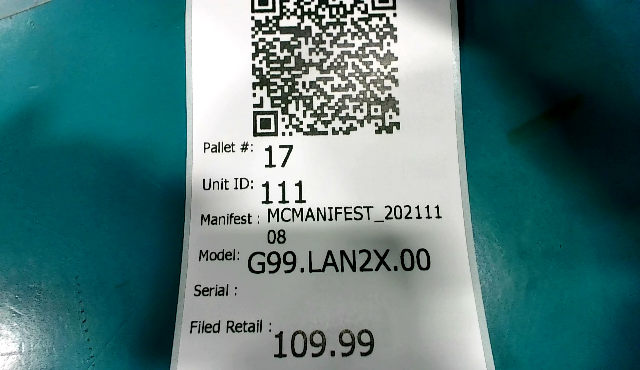 Pallet #: 17
Unit ID: 111
Manifest : MCMANIFEST_202111
08
Model: G99.LAN2X.00
Serial :
Filed Retail : 109.99